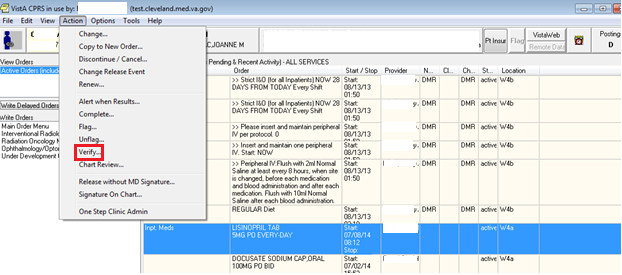 VistA CPRS in use by: (test.cleveland.med.va.gov)
File Edit View Action Options Tools Help
C,JOANNE M
Pt Insur Flag VistaWeb Remote Data Postings D
View Orders
Active Orders (includ
Write Delayed Orders
Write Orders
Main Order Menu
Interventional Radiolo
Radiation Oncology M
Ophthalmology/Opto
Under Development
Change...
Copy to New Order...
Discontinue / Cancel...
Change Release Event
Renew...
Alert when Results...
Complete...
Flag...
Unflag...
Verify...
Chart Review...
Release without MD Signature...
Signature On Chart...
One Step Clinic Admin
Pending & Recent Activity) - ALL SERVICES
Order Start / Stop Provider N... Cl... Ch... St... Location
>> Strict I&O (for all Inpatients) NOW 28 DAYS FROM TODAY Every Shift
Start: 08/13/13 01:50
DMR DMR active W4b
>> Strict I&O (for all Inpatients) NOW 28 DAYS FROM TODAY Every Shift
Start: 08/13/13 01:50
DMR DMR active W4b
>> Please insert and maintain peripheral IV per protocol. 0
Start: 08/13/13
DMR DMR active W4b
>> Insert and maintain one peripheral IV. Start: NOW
Start: 08/13/13 01:50
DMR DMR active W4b
>> Peripheral IV:Flush with 2ml Normal Saline at least every 8 hours, when site is changed, before each medication and blood administration and after each medication. Flush with 10ml Normal Saline after each blood administration.
Start: 08/13/13 01:50
DMR DMR active W4b
REGULAR Diet
Start: 08/13/13
DMR DMR active W4b
Inpt. Meds
LISINOPRIL TAB
5MG PO EVERY-DAY
Start: 07/08/14 08:12 Stop:
active W4a
DOCUSATE SODIUM CAP,ORAL
100MG PO BID
Start: 07/02/14
active W4a